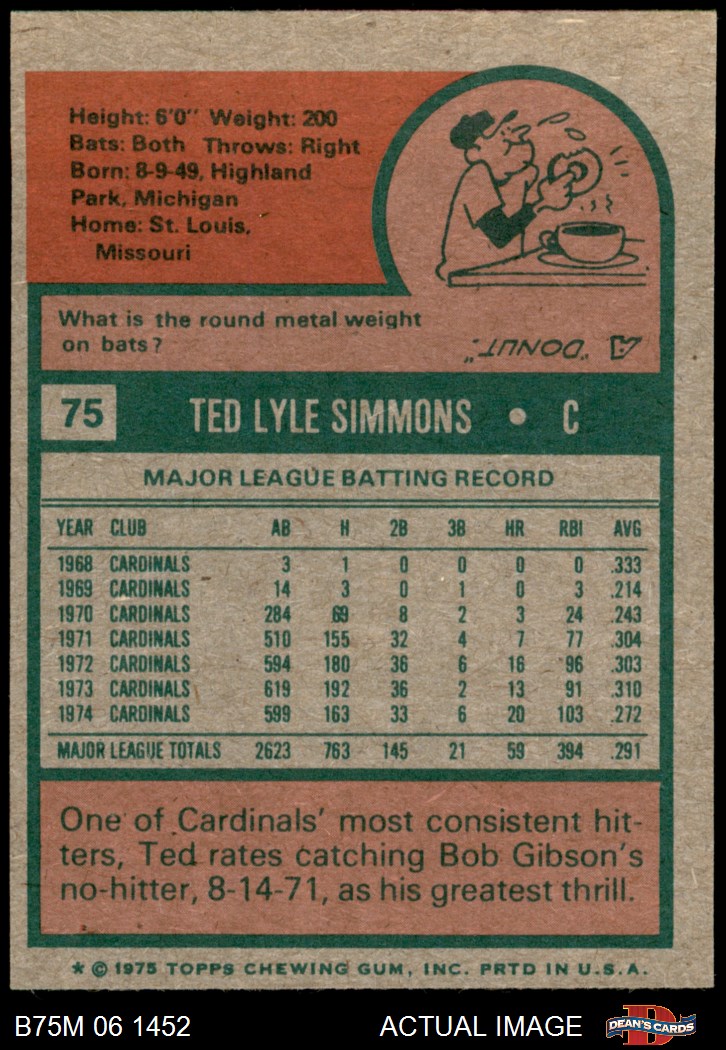 Height: 6'0" Weight: 200
Bats: Both Throws: Right
Born: 8-9-49, Highland
Park, Michigan
Home: St. Louis,
Missouri
What is the round metal weight
on bats?
A "DONUT."
75 TED LYLE SIMMONS • C
MAJOR LEAGUE BATTING RECORD
YEAR CLUB AB H 2B 3B HR RBI AVG
1968 CARDINALS 3 1 0 0 0 0 .333
1969 CARDINALS 14 3 0 1 0 3 .214
1970 CARDINALS 284 69 8 2 3 24 .243
1971 CARDINALS 510 155 32 4 7 77 .304
1972 CARDINALS 594 180 36 6 16 96 .303
1973 CARDINALS 619 192 36 2 13 91 .310
1974 CARDINALS 599 163 33 6 20 103 .272
MAJOR LEAGUE TOTALS 2623 763 145 21 59 394 .291
One of Cardinals' most consistent hit-
ters, Ted rates catching Bob Gibson's
no-hitter, 8-14-71, as his greatest thrill.
* © 1975 TOPPS CHEWING GUM, INC. PRTD IN U.S.A.
B75M 06 1452 ACTUAL IMAGE D DEAN'S CARDS